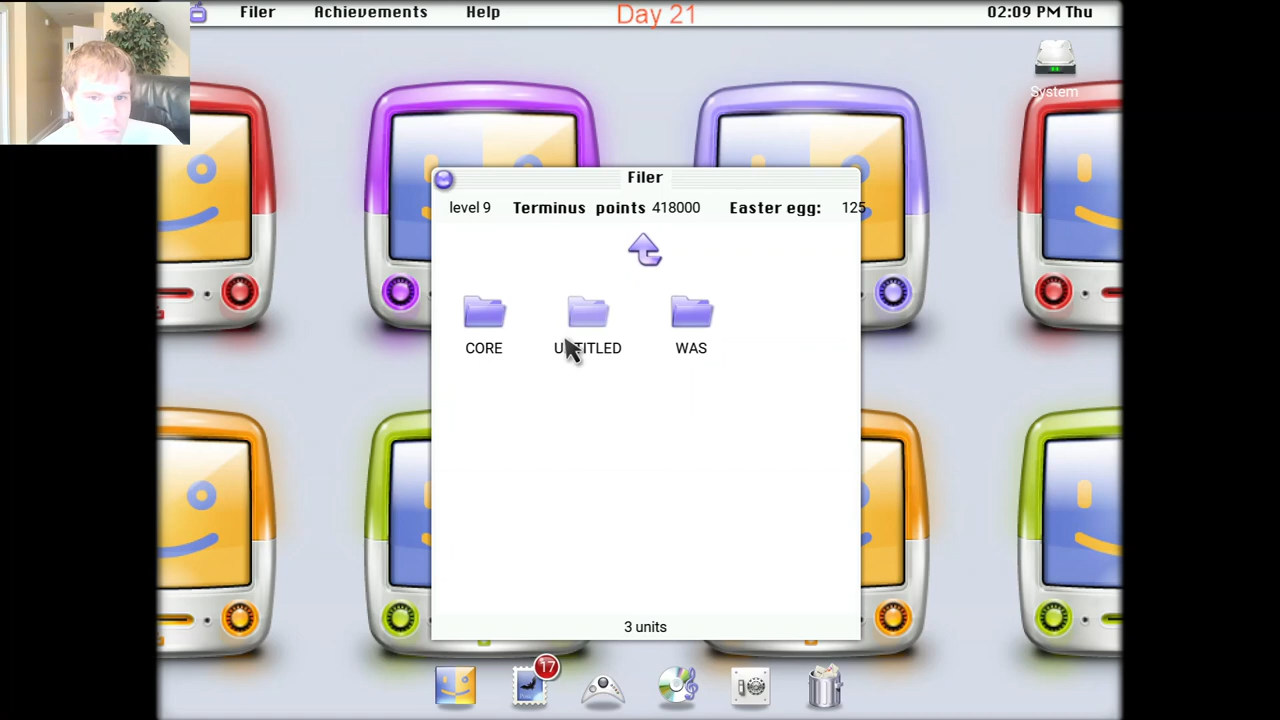 Filer Achievements Help Day 21 02:09 PM Thu
System
Filer
level 9 Terminus points 418000 Easter egg: 125
CORE UNTITLED WAS
3 units
17